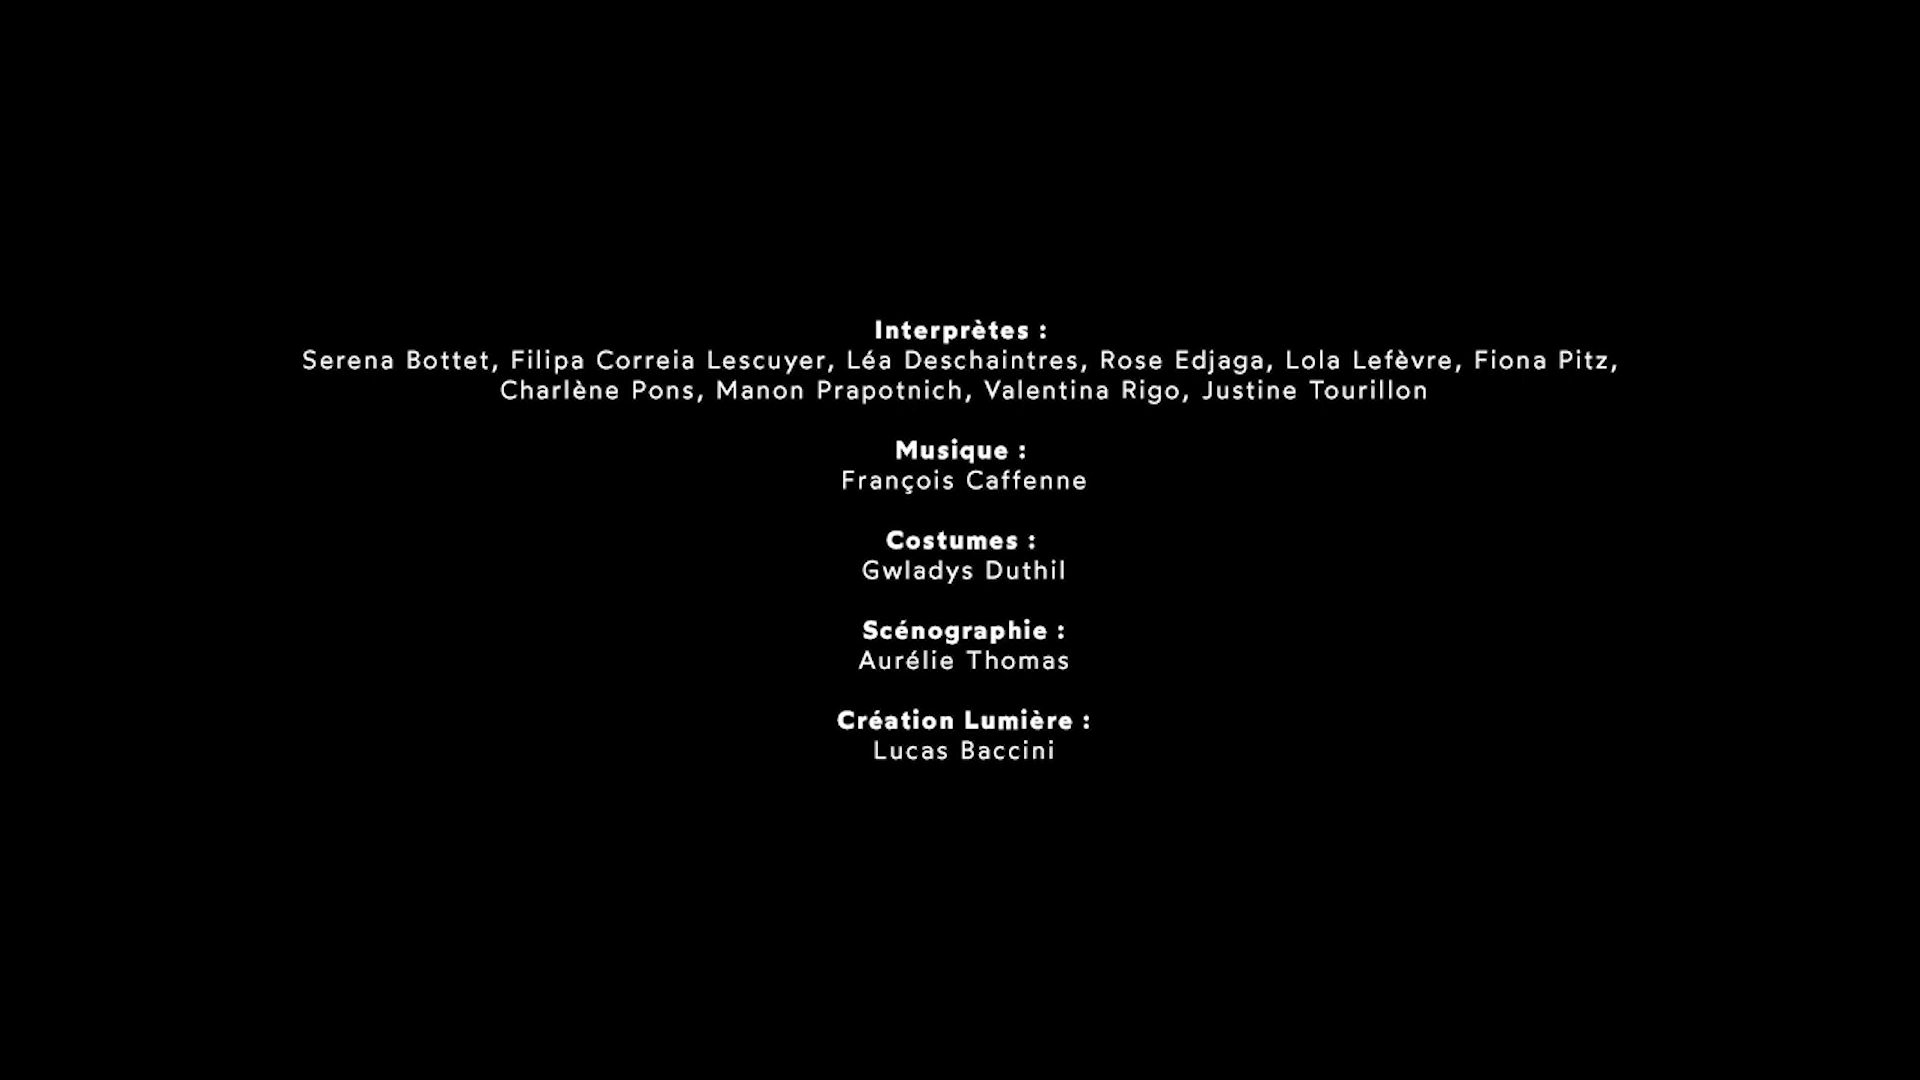 Interprètes :
Serena Bottet, Filipa Correia Lescuyer, Léa Deschaintres, Rose Edjaga, Lola Lefèvre, Fiona Pitz,
Charlène Pons, Manon Prapotnich, Valentina Rigo, Justine Tourillon
Musique :
François Caffenne
Costumes :
Gwladys Duthil
Scénographie :
Aurélie Thomas
Création Lumière :
Lucas Baccini